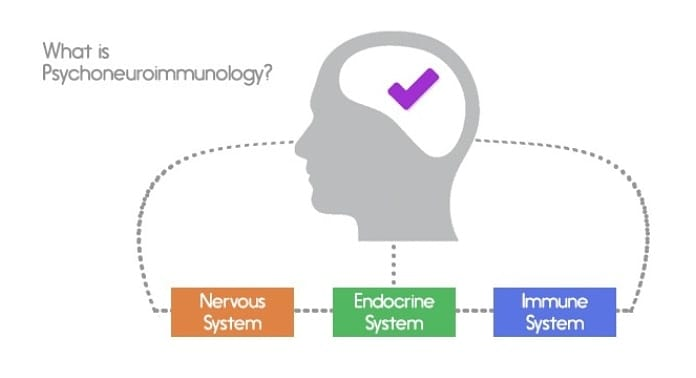 What is
Psychoneuroimmunology?
Nervous
System
Endocrine
System
Immune
System